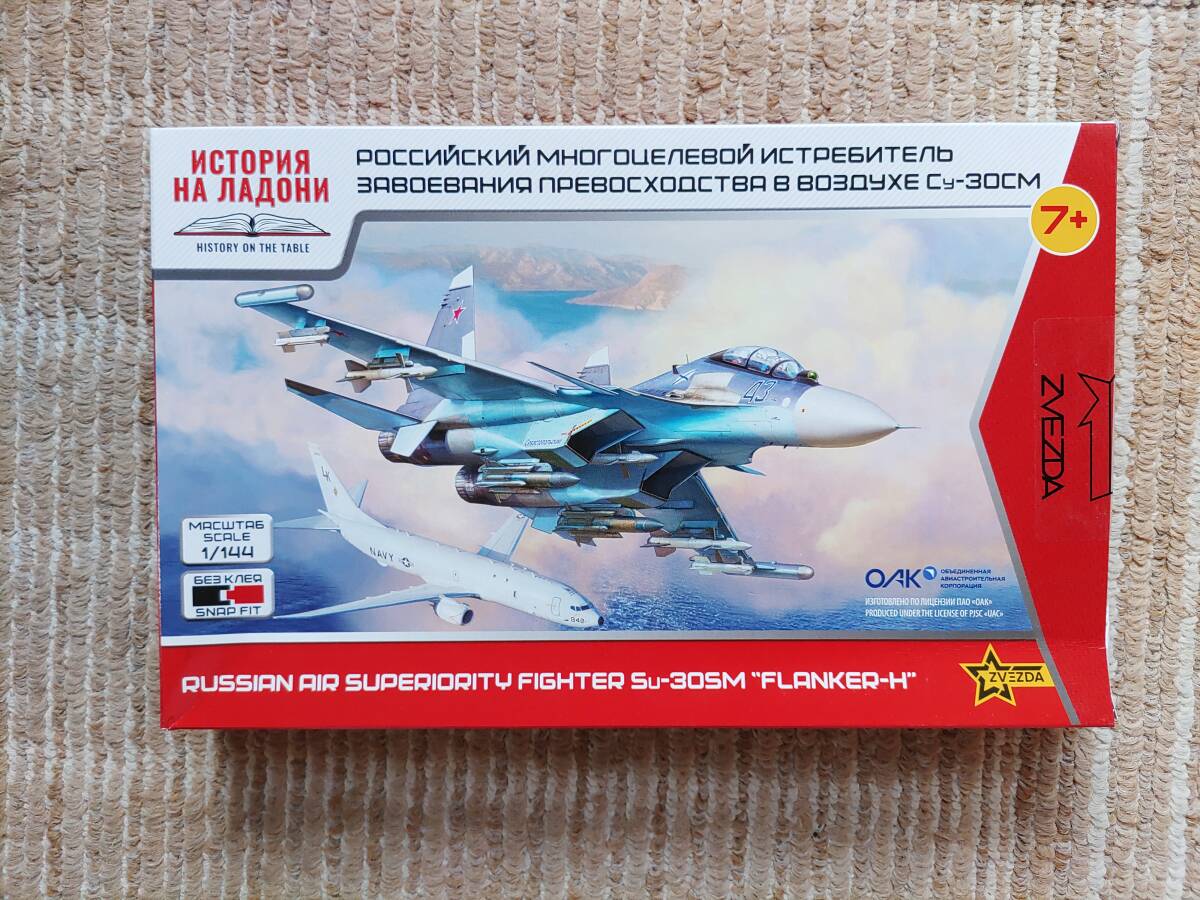 ИСТОРИЯ
НА ЛАДОНИ
HISTORY ON THE TABLE
РОССИЙСКИЙ МНОГОЦЕЛЕВОЙ ИСТРЕБИТЕЛЬ
ЗАВОЕВАНИЯ ПРЕВОСХОДСТВА В ВОЗДУХЕ Су-30СМ
7+
ZVEZDA
43
LK
NAVY
848
МАСШТАБ
SCALE
1/144
БЕЗ КЛЕЯ
SNAP FIT
ОАК
ОБЪЕДИНЕННАЯ
АВИАСТРОИТЕЛЬНАЯ
КОРПОРАЦИЯ
ИЗГОТОВЛЕНО ПО ЛИЦЕНЗИИ ПАО «ОАК»
PRODUCED UNDER THE LICENSE OF PJSC «UAC»
RUSSIAN AIR SUPERIORITY FIGHTER Su-30SM "FLANKER-H"
ZVEZDA